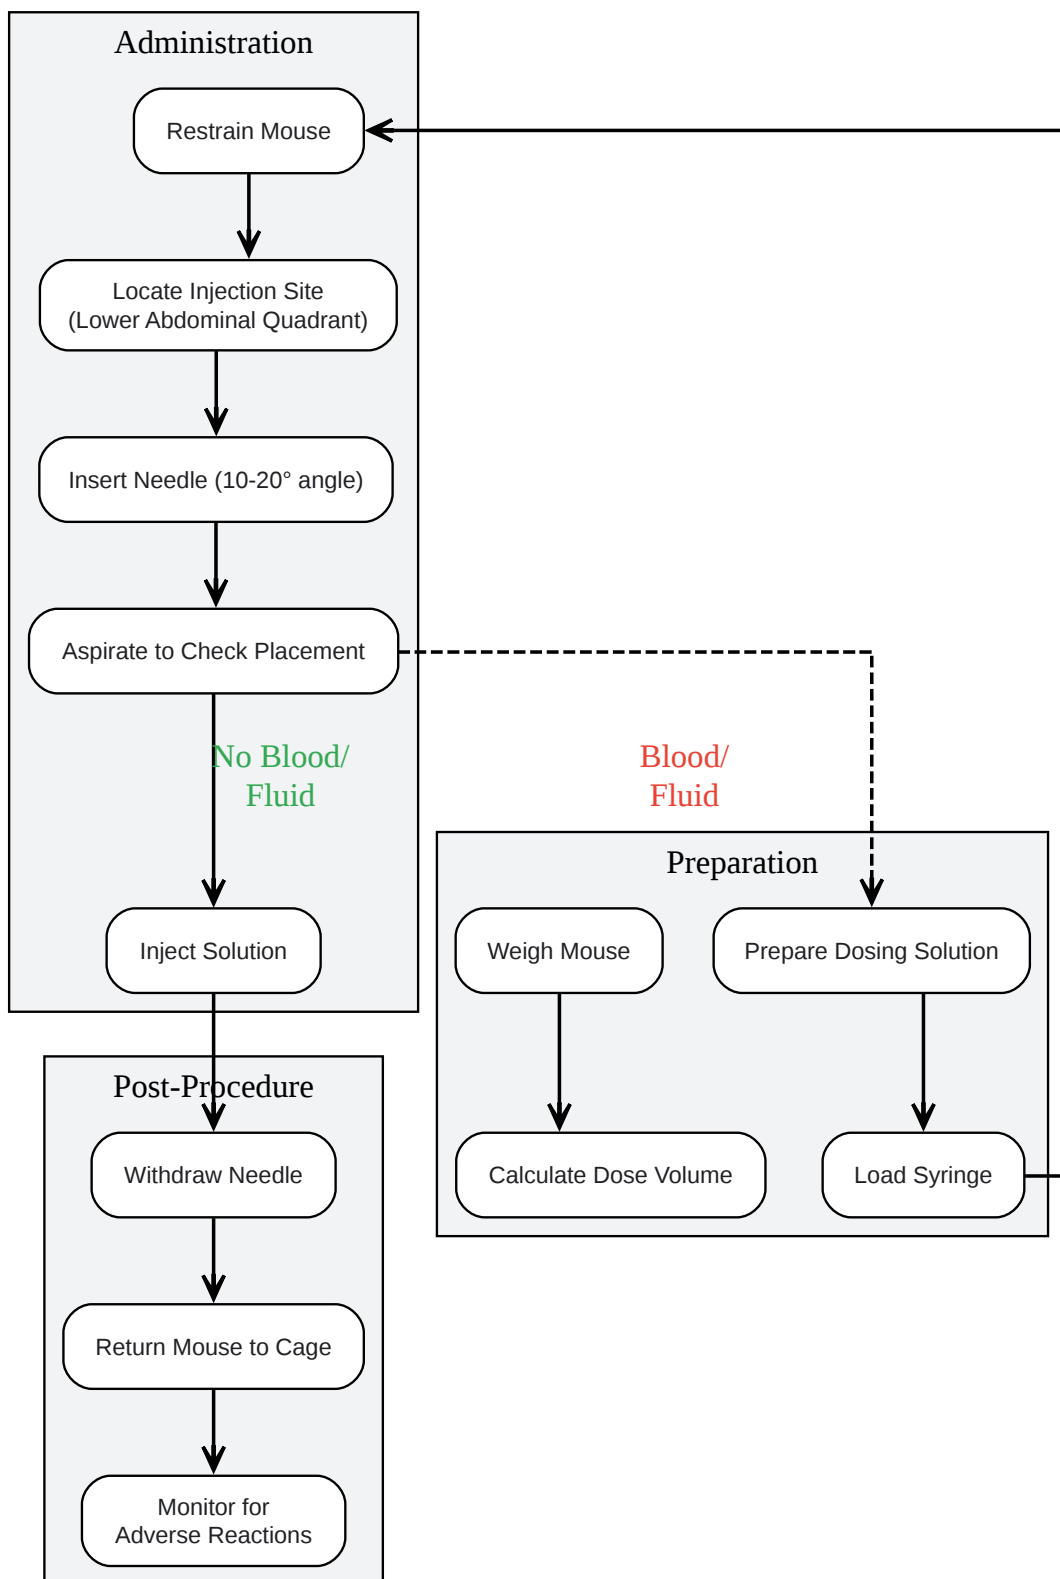 Administration
Restrain Mouse
Locate Injection Site
(Lower Abdominal Quadrant)
Insert Needle (10-20° angle)
Aspirate to Check Placement
No Blood/
Fluid
Blood/
Fluid
Inject Solution
Preparation
Weigh Mouse
Prepare Dosing Solution
Calculate Dose Volume
Load Syringe
Post-Procedure
Withdraw Needle
Return Mouse to Cage
Monitor for
Adverse Reactions